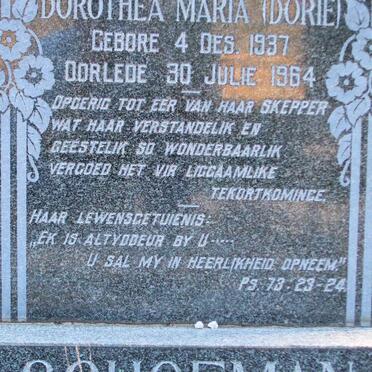 DOROTHEA MARIA (DORIE)
GEBORE 4 DES. 1937
OORLEDE 30 JULIE 1964
OPGERIG TOT EER VAN HAAR SKEPPER
WAT HAAR VERSTANDELIK EN
GEESTELIK SO WONDERBAARLIK
VERGOED HET VIR LIGGAAMLIKE
TEKORTKOMINGE.
HAAR LEWENSGETUIENIS:
„EK IS ALTYDDEUR BY U.....
U SAL MY IN HEERLIKHEID OPNEEM."
PS. 73: 23-24.
SCHOEMAN